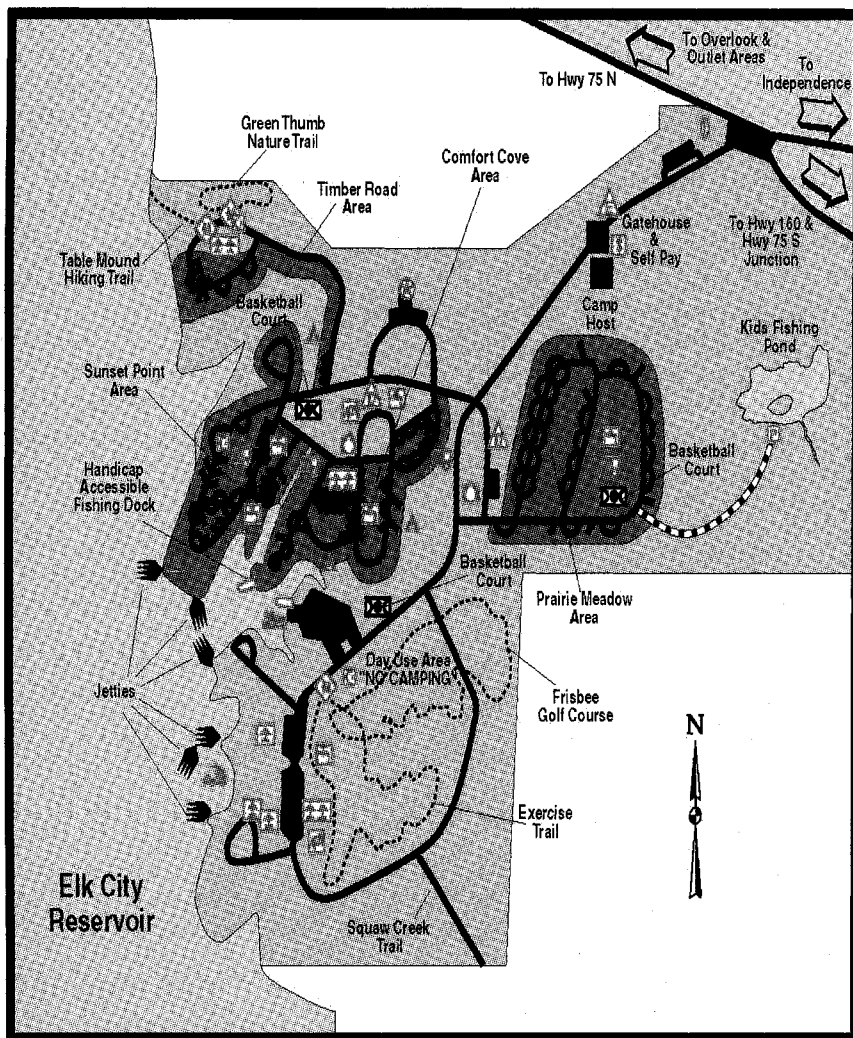 To Overlook &
Outlet Areas
To
Independence
To Hwy 75 N
Green Thumb
Nature Trail
Comfort Cove
Area
Timber Road
Area
Gatehouse
&
Self Pay
To Hwy 160 &
Hwy 75 S
Junction
Table Mound
Hiking Trail
Basketball
Court
Camp
Host
Kids Fishing
Pond
Sunset Point
Area
Handicap
Accessible
Fishing Dock
Basketball
Court
Basketball
Court
Prairie Meadow
Area
Jetties
Day Use Area
"NO CAMPING"
Frisbee
Golf Course
N
Exercise
Trail
Elk City
Reservoir
Squaw Creek
Trail